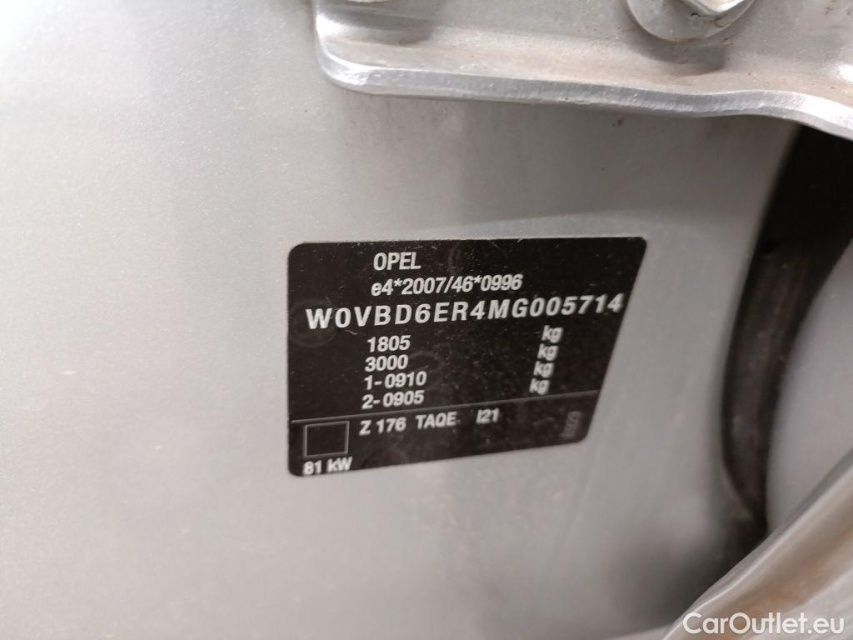 OPEL
e4*2007/46*0996
W0VBD6ER4MG005714
1805 kg
3000 kg
1-0910 kg
2-0905 kg
Z 176 TAQE I21
81 kW
CarOutlet.eu